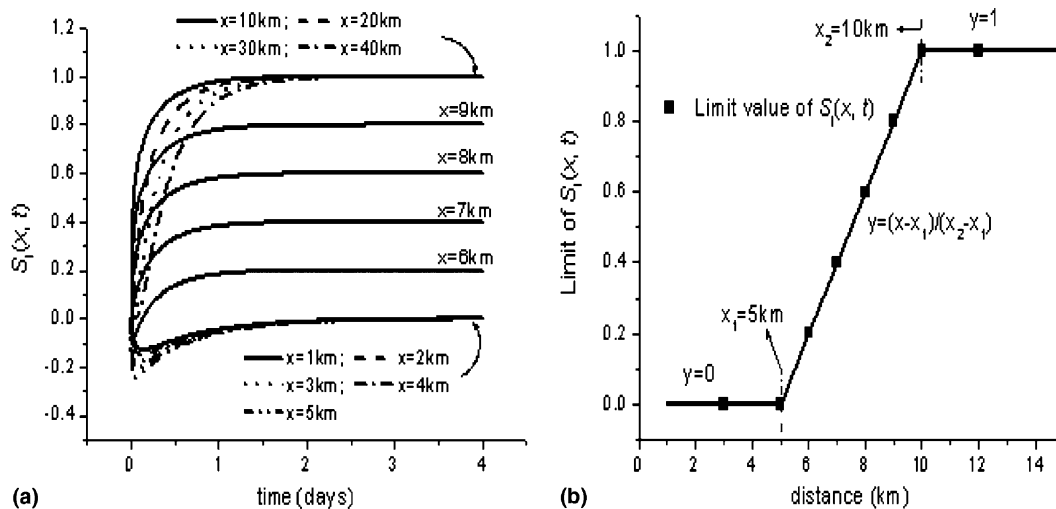 x=10km; x=20km
x=30km; x=40km
x=9km
x=8km
x=7km
x=6km
x=1km; x=2km
x=3km; x=4km
x=5km
1.2
1.0
0.8
0.6
0.4
0.2
0.0
-0.2
-0.4
S_I(x, t)
0 1 2 3 4
time (days)
(a)
x₂=10km
y=1
Limit value of S_I(x, t)
y=(x-x₁)/(x₂-x₁)
x₁=5km
y=0
1.0
0.8
0.6
0.4
0.2
0.0
Limit of S_I(x, t)
0 2 4 6 8 10 12 14
distance (km)
(b)